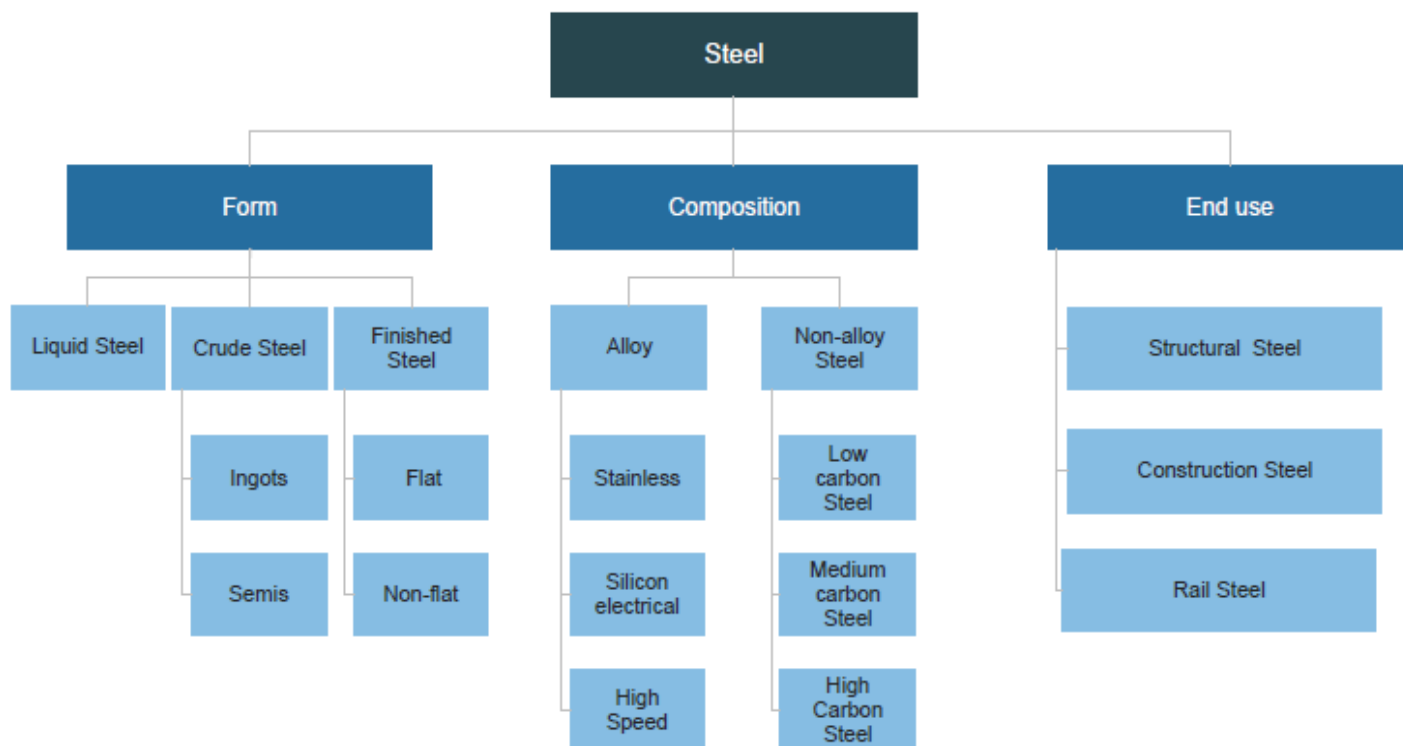 Steel
Form
Composition
End use
Liquid Steel
Crude Steel
Finished
Steel
Alloy
Non-alloy
Steel
Structural Steel
Ingots
Flat
Stainless
Low
carbon
Steel
Construction Steel
Semis
Non-flat
Silicon
electrical
Medium
carbon
Steel
Rail Steel
High
Speed
High
Carbon
Steel